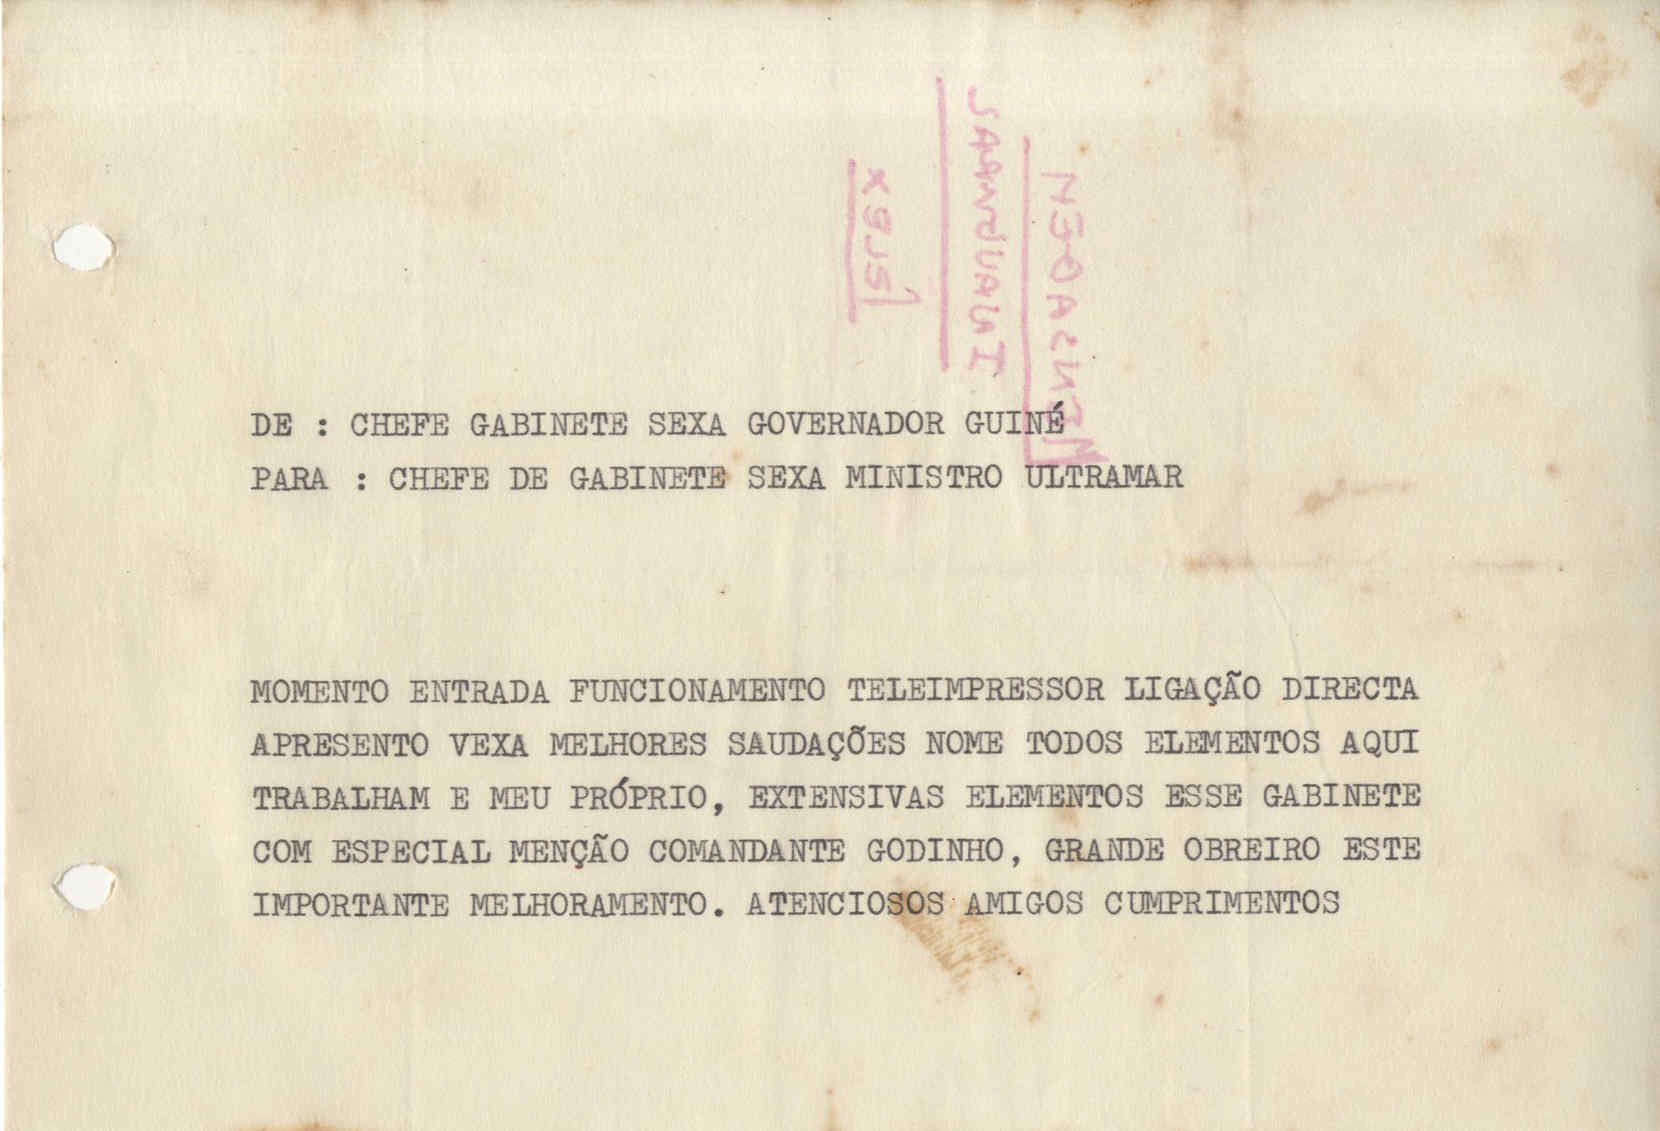 DE : CHEFE GABINETE SEXA GOVERNADOR GUINÉ
PARA : CHEFE DE GABINETE SEXA MINISTRO ULTRAMAR
MOMENTO ENTRADA FUNCIONAMENTO TELEIMPRESSOR LIGAÇÃO DIRECTA
APRESENTO VEXA MELHORES SAUDAÇÕES NOME TODOS ELEMENTOS AQUI
TRABALHAM E MEU PRÓPRIO, EXTENSIVAS ELEMENTOS ESSE GABINETE
COM ESPECIAL MENÇÃO COMANDANTE GODINHO, GRANDE OBREIRO ESTE
IMPORTANTE MELHORAMENTO. ATENCIOSOS AMIGOS CUMPRIMENTOS